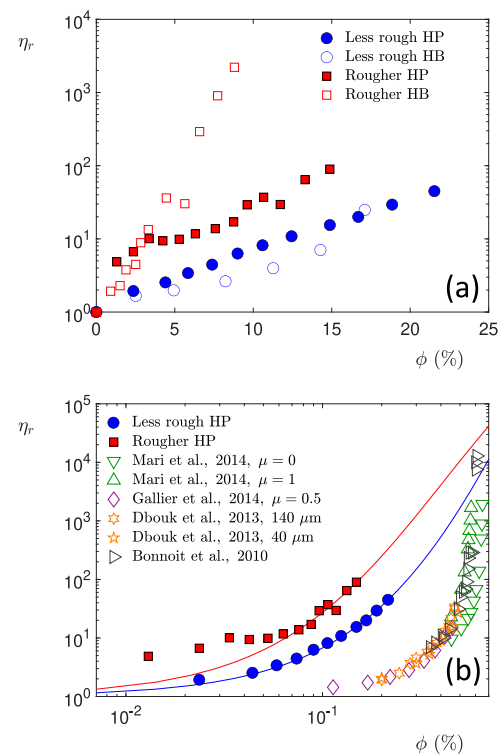 η_r
10^4
10^3
10^2
10^1
10^0
Less rough HP
Less rough HB
Rougher HP
Rougher HB
(a)
0 5 10 15 20 25
ϕ (%)
η_r
10^5
10^4
10^3
10^2
10^1
10^0
Less rough HP
Rougher HP
Mari et al., 2014, μ = 0
Mari et al., 2014, μ = 1
Gallier et al., 2014, μ = 0.5
Dbouk et al., 2013, 140 μm
Dbouk et al., 2013, 40 μm
Bonnoit et al., 2010
(b)
10^-2 10^-1
ϕ (%)